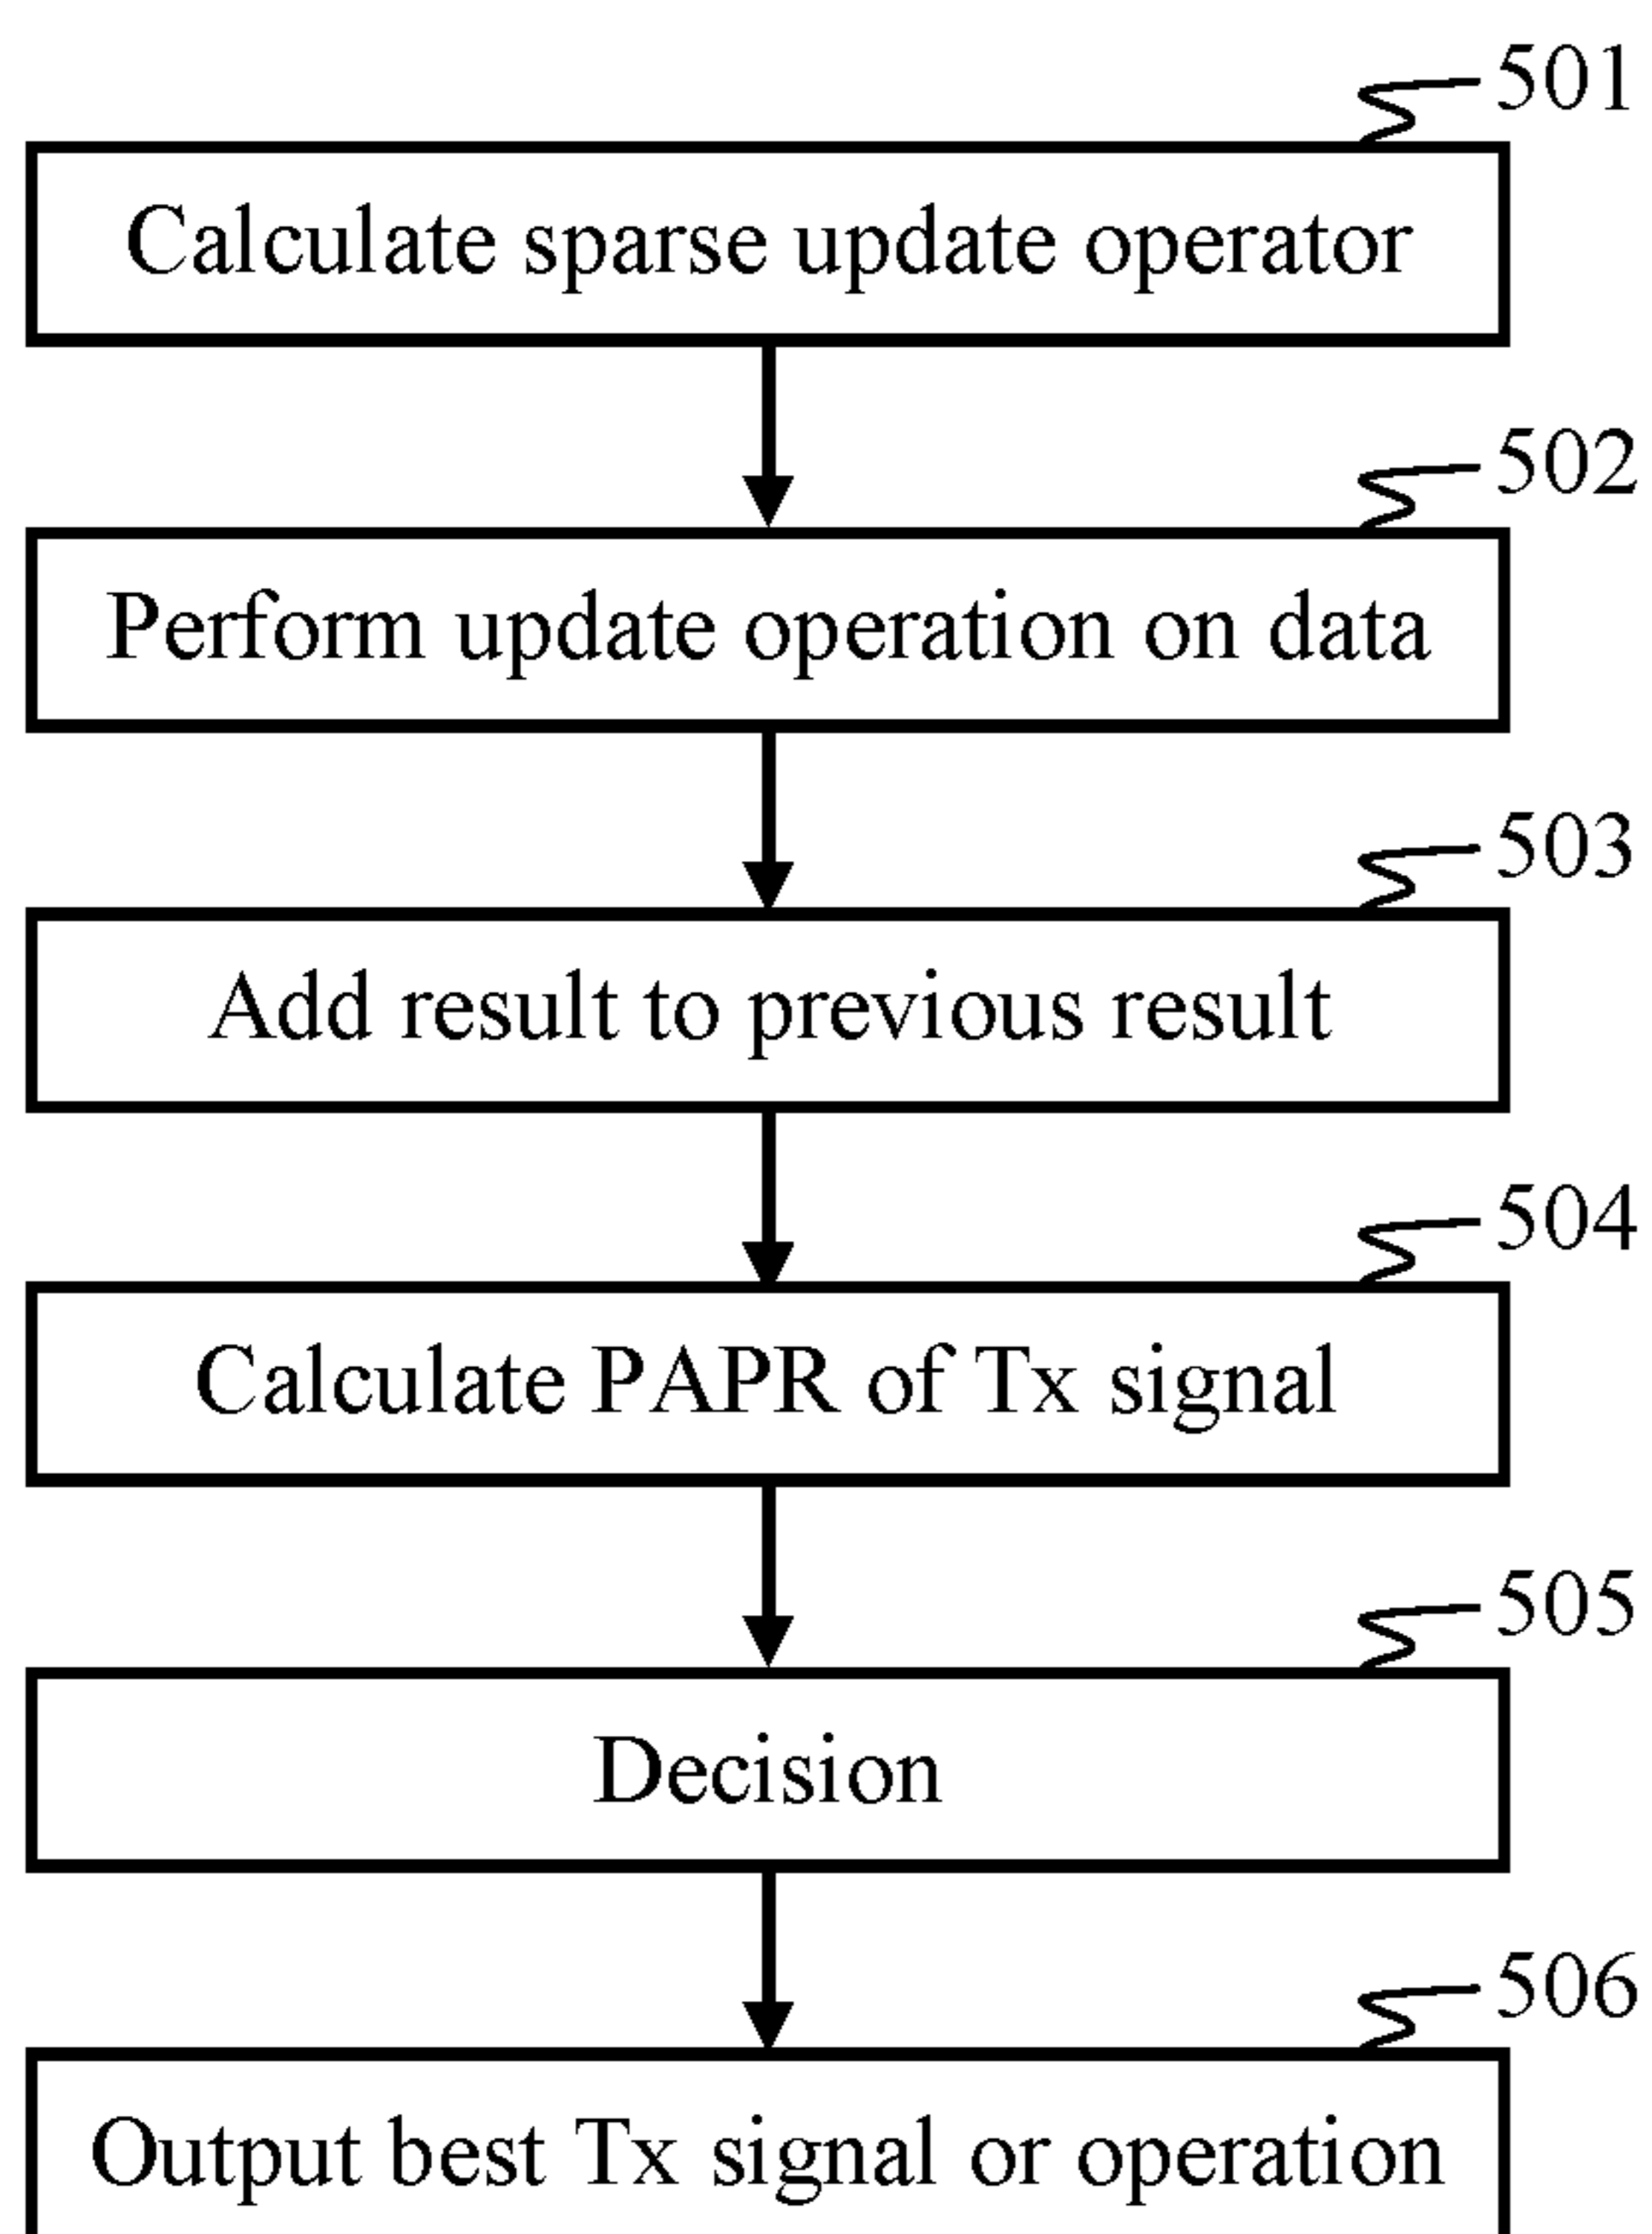 501
Calculate sparse update operator
502
Perform update operation on data
503
Add result to previous result
504
Calculate PAPR of Tx signal
505
Decision
506
Output best Tx signal or operation